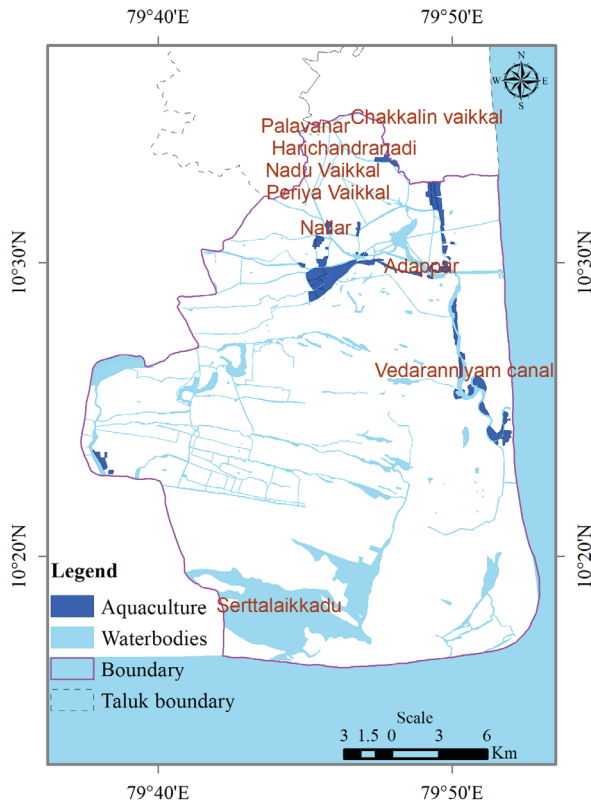 79°40'E 79°50'E
N
W E
S
Chakkalin vaikkal
Palavanar
Harichandranadi
Nadu Vaikkal
Periya Vaikkal
Nallar
10°30'N 10°30'N
Adappar
Vedaranniyam canal
10°20'N 10°20'N
Legend
Aquaculture
Serttalaikkadu
Waterbodies
Boundary
Taluk boundary
Scale
3 1.5 0 3 6
Km
79°40'E 79°50'E